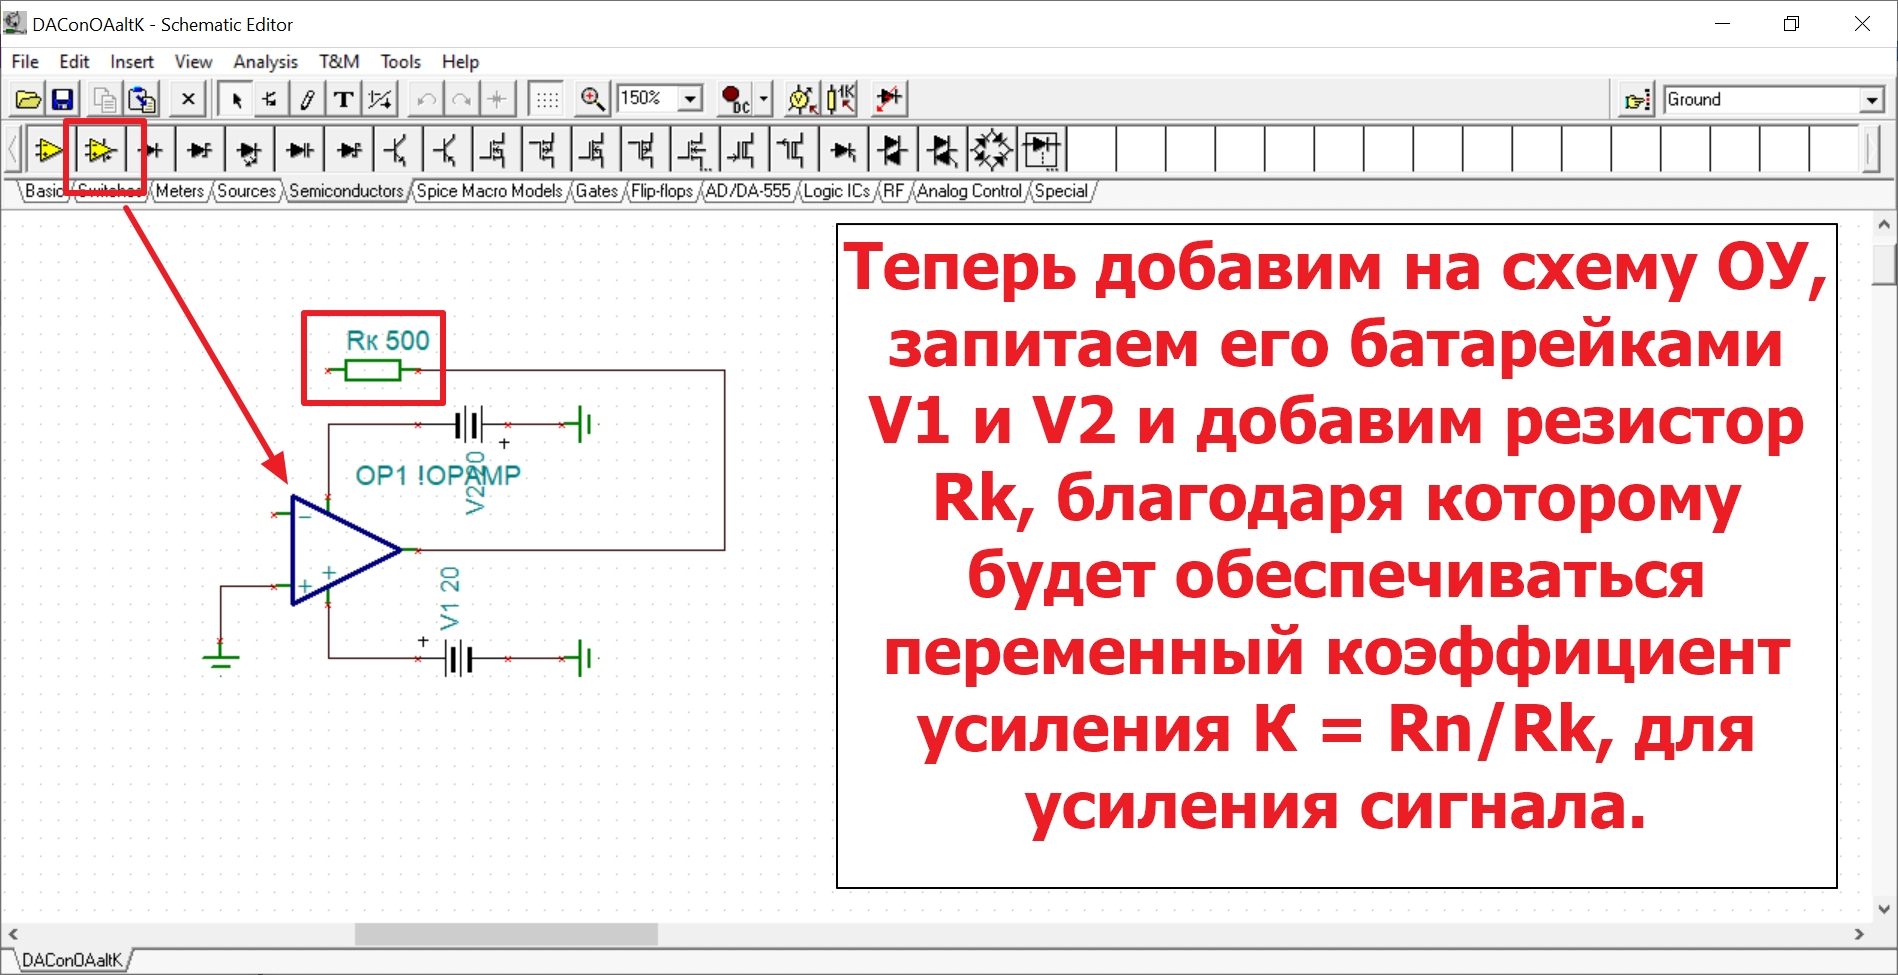 DAConOAaltK - Schematic Editor
File Edit Insert View Analysis T&M Tools Help
T 150% DC 1K Ground
Basic Switches Meters Sources Semiconductors Spice Macro Models Gates Flip-flops AD/DA-555 Logic ICs RF Analog Control Special
Rк 500
+
OP1 !OPAMP
V2 20
V1 20
+
Теперь добавим на схему ОУ,
запитаем его батарейками
V1 и V2 и добавим резистор
Rk, благодаря которому
будет обеспечиваться
переменный коэффициент
усиления К = Rn/Rk, для
усиления сигнала.
DAConOAaltK